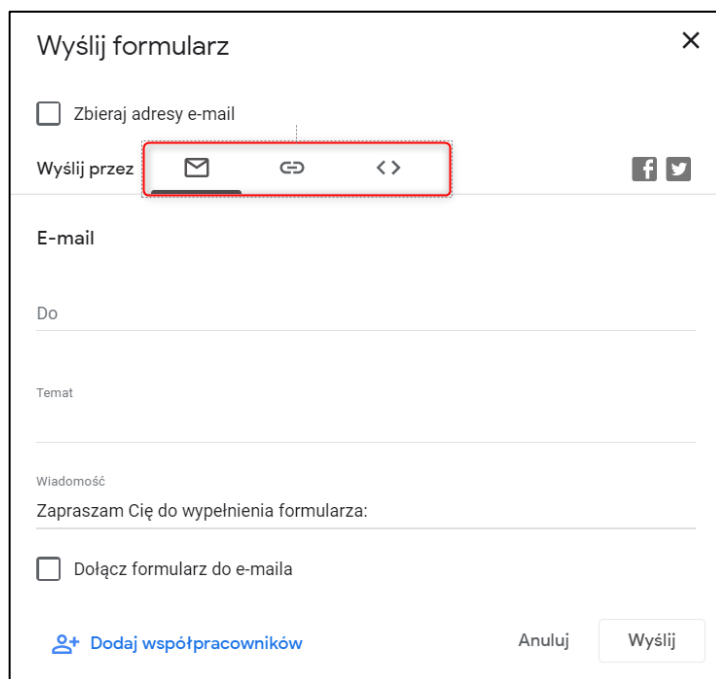 Wyślij formularz
Zbieraj adresy e-mail
Wyślij przez
E-mail
Do
Temat
Wiadomość
Zapraszam Cię do wypełnienia formularza:
Dołącz formularz do e-maila
Dodaj współpracowników
Anuluj
Wyślij